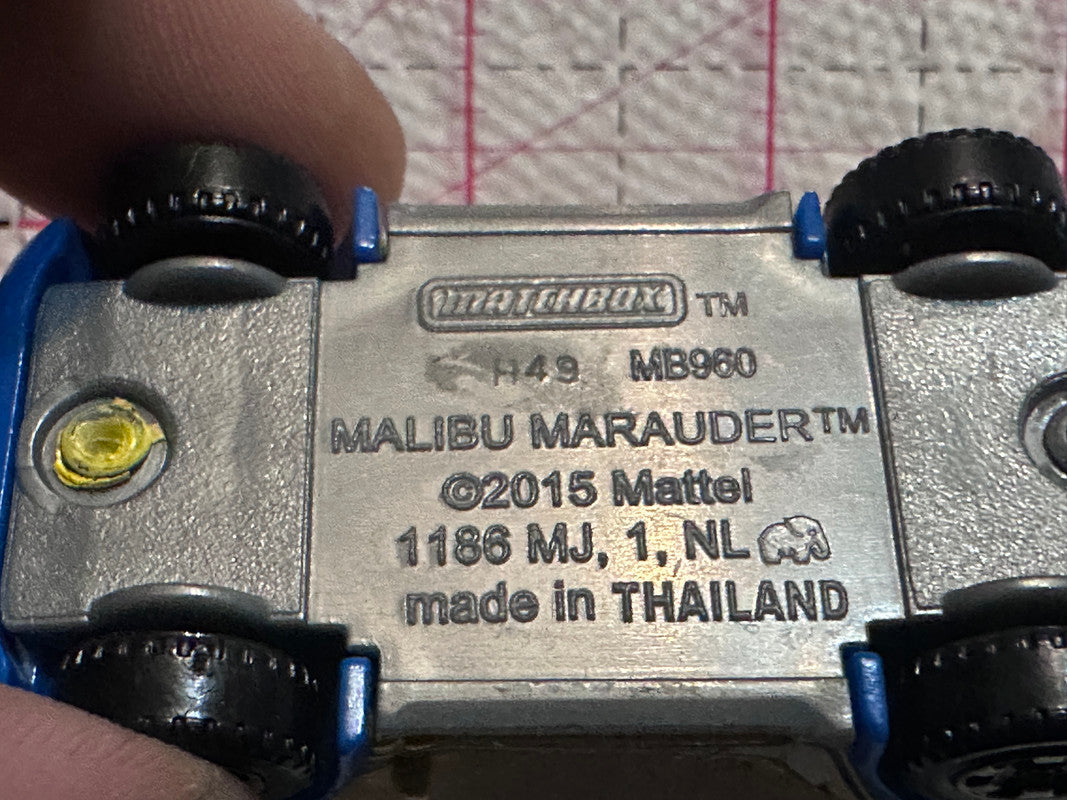 matchbox TM
H49 MB960
MALIBU MARAUDER™
©2015 Mattel
1186 MJ, 1, NL
made in THAILAND